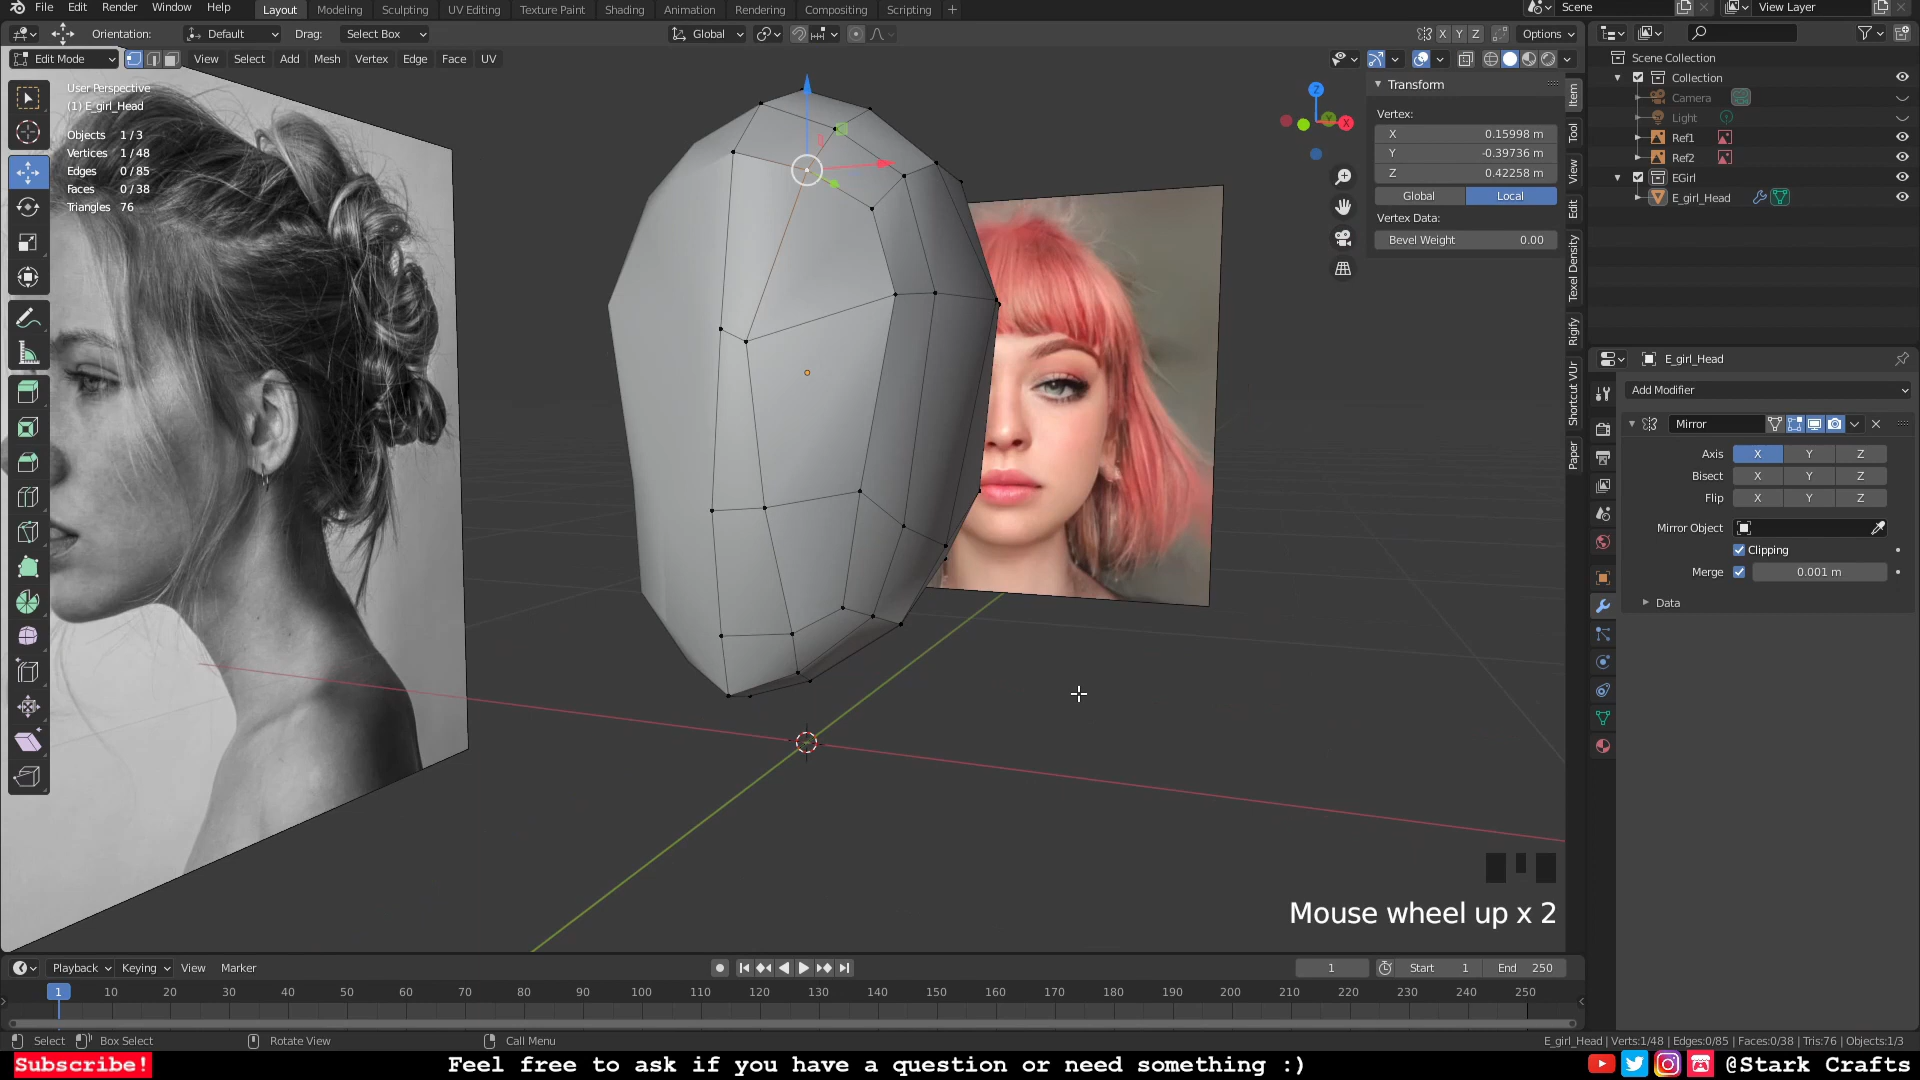 File Edit Render Window Help Layout Modeling Sculpting UV Editing Texture Paint Shading Animation Rendering Compositing Scripting + Scene View Layer
Orientation: Default Drag: Select Box Global X Y Z Options
Edit Mode View Select Add Mesh Vertex Edge Face UV
User Perspective
(1) E_girl_Head
Objects 1 / 3
Vertices 1 / 48
Edges 0 / 85
Faces 0 / 38
Triangles 76
Z
X
Transform
Vertex:
X 0.15998 m
Y -0.39736 m
Z 0.42258 m
Global Local
Vertex Data:
Bevel Weight 0.00
Item
Tool
View
Edit
Texel Density
Rigify
Shortcut VUr
Paper
Scene Collection
Collection
Camera
Light
Ref1
Ref2
EGirl
E_girl_Head
E_girl_Head
Add Modifier
Mirror
Axis X Y Z
Bisect X Y Z
Flip X Y Z
Mirror Object
Clipping
Merge 0.001 m
Data
Mouse wheel up x 2
Playback Keying View Marker 1 Start 1 End 250
1 10 20 30 40 50 60 70 80 90 100 110 120 130 140 150 160 170 180 190 200 210 220 230 240 250
Select Box Select Rotate View Call Menu E_girl_Head | Verts:1/48 | Edges:0/85 | Faces:0/38 | Tris:76 | Objects:1/3
Subscribe! Feel free to ask if you have a question or need something :) @Stark Crafts